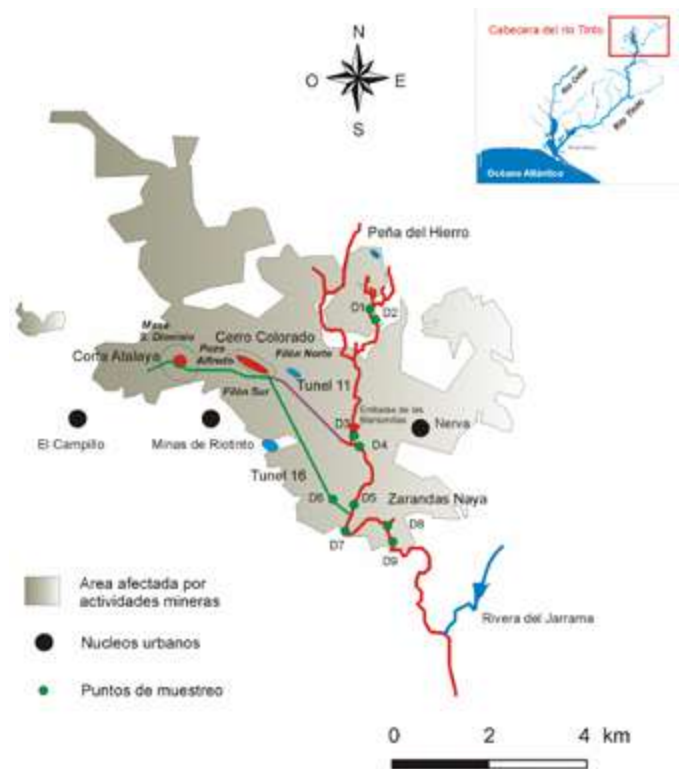 Cabecera del río Tinto
Río Tinto
Océano Atlántico
N
O
E
S
Peña del Hierro
D1
D2
Masa
S. Dionisio
Cerro Colorado
Corta Atalaya
Pozo
Alfredo
Filón Norte
Filón Sur
Tunel 11
Embalse de las
D3
D4
Nerva
El Campillo
Minas de Riotinto
Tunel 16
D6
D5
Zarandas Naya
D8
D7
D9
Area afectada por
actividades mineras
Rivera del Jarrama
Nucleos urbanos
Puntos de muestreo
0
2
4
km